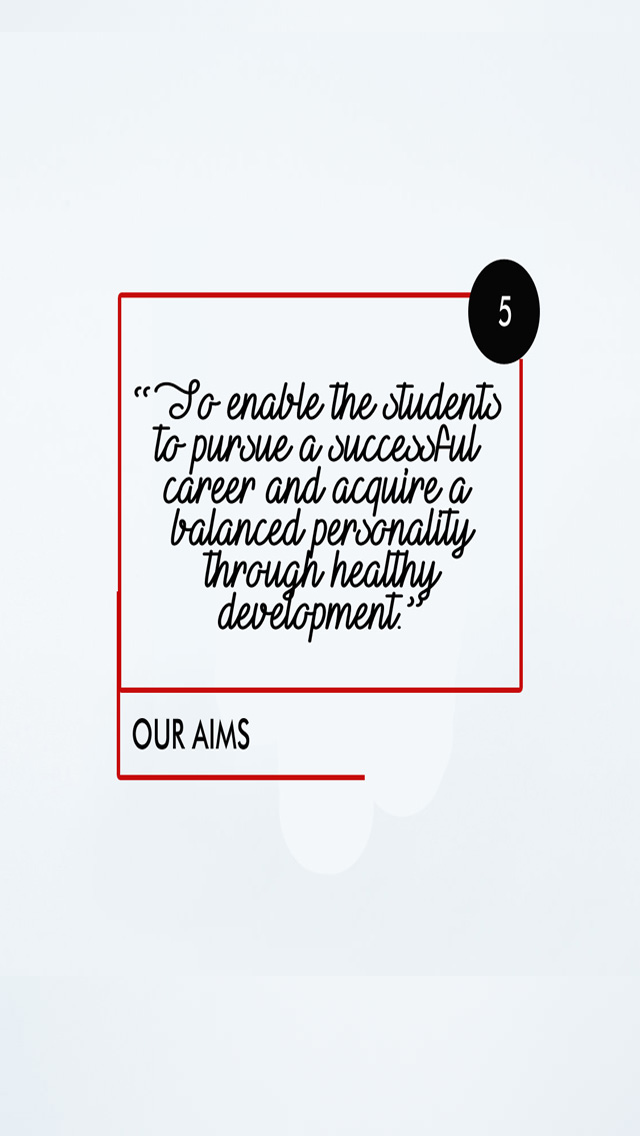 5
“To enable the students
to pursue a successful
career and acquire a
balanced personality
through healthy
development.”
OUR AIMS